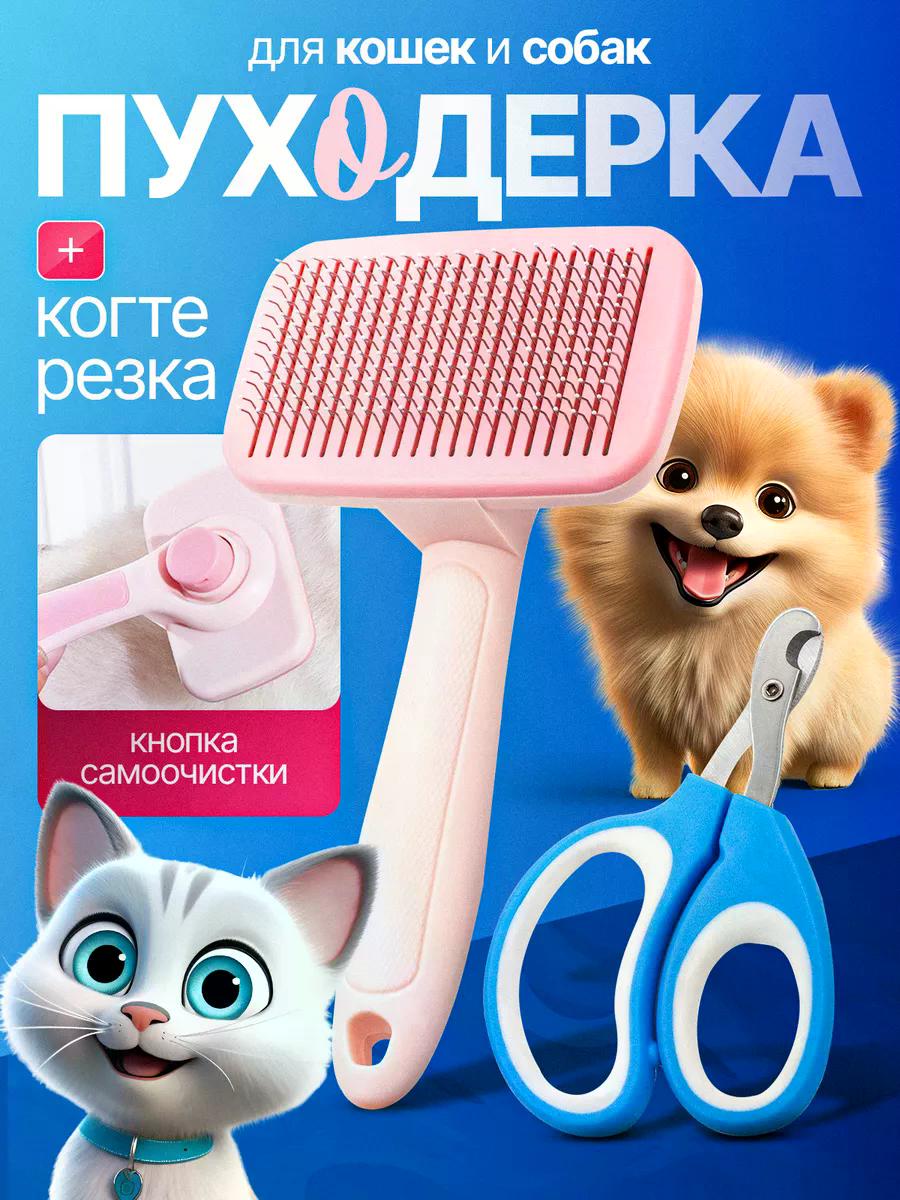 для кошек и собак
ПУХОДЕРКА
+
когте
резка
кнопка
самоочистки